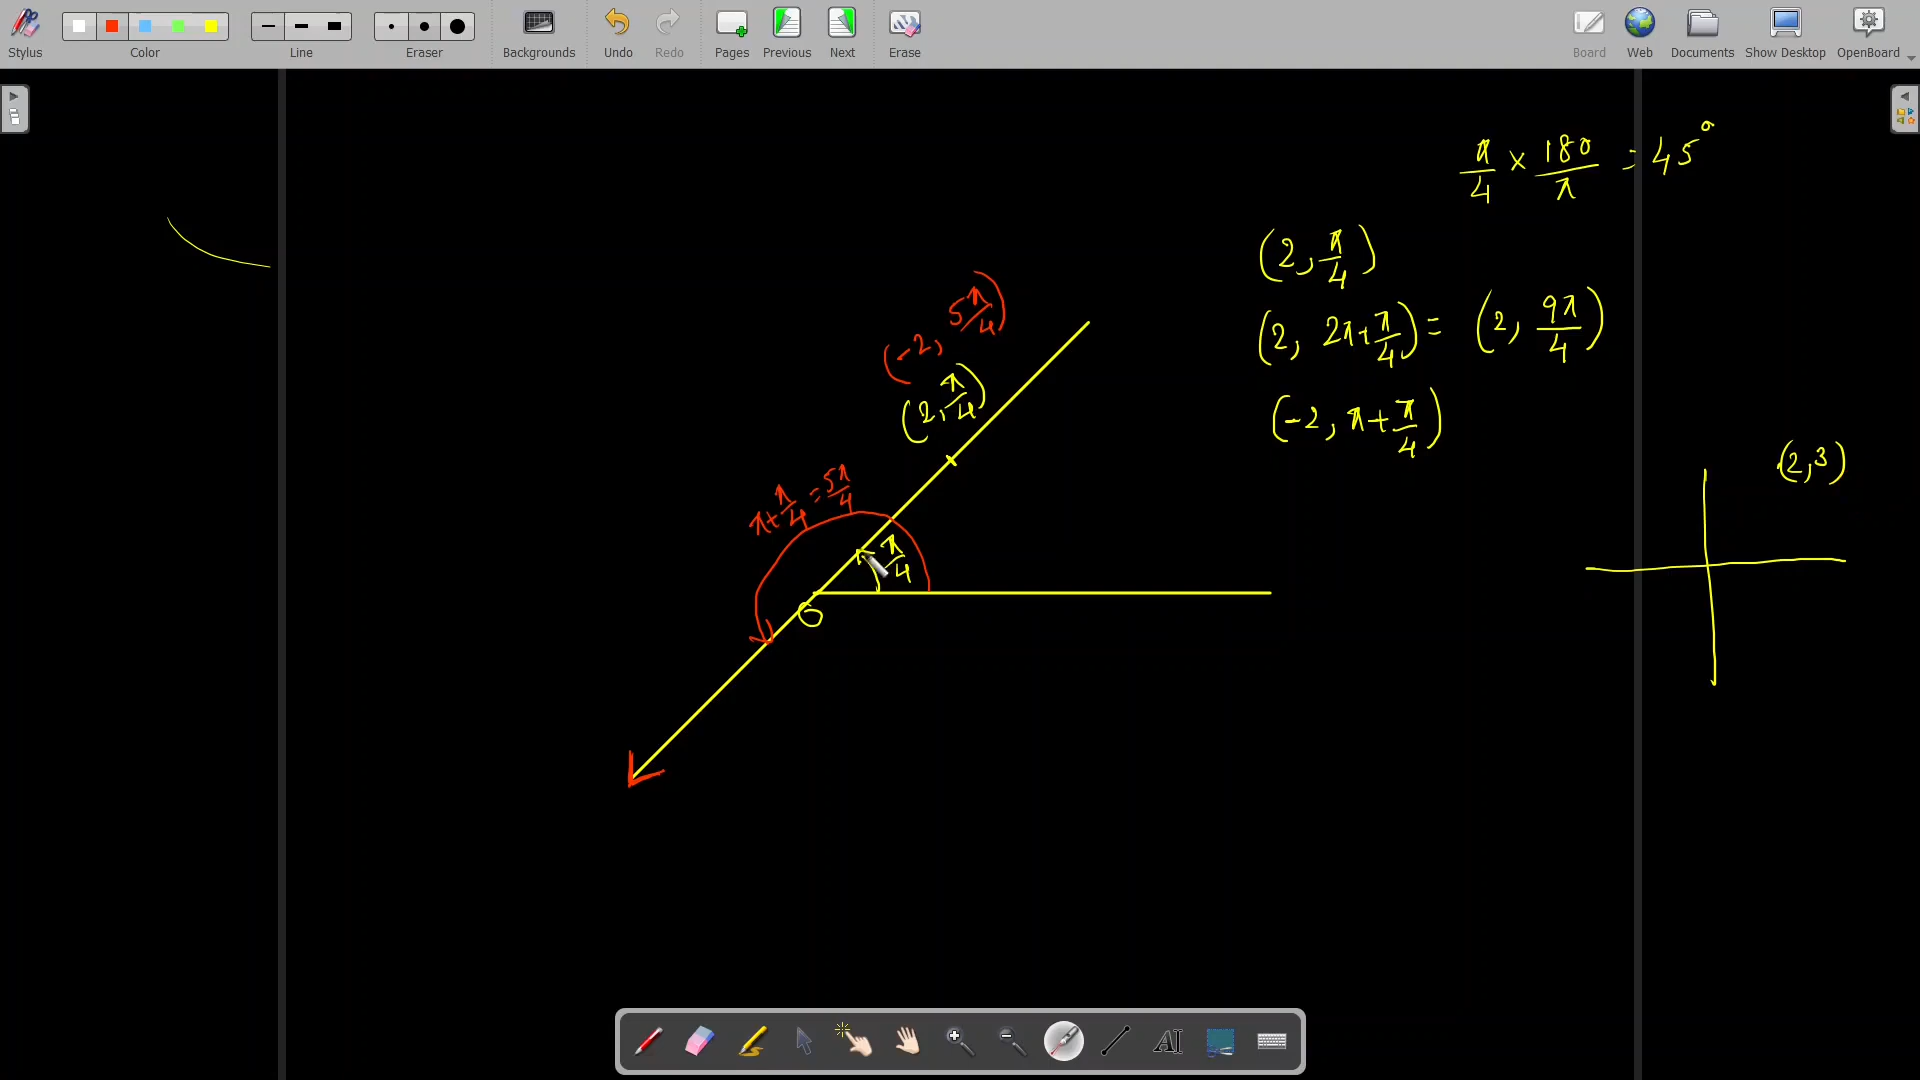 Stylus Color Line Eraser Backgrounds Undo Redo Pages Previous Next Erase Board Web Documents Show Desktop OpenBoard
π/4 × 180/π = 45°
(2, π/4)
(2, 2π+π/4) = (2, 9π/4)
(-2, π+π/4)
(-2, 5π/4)
(2, π/4)
(2,3)
π+π/4 = 5π/4
π/4
O
AI